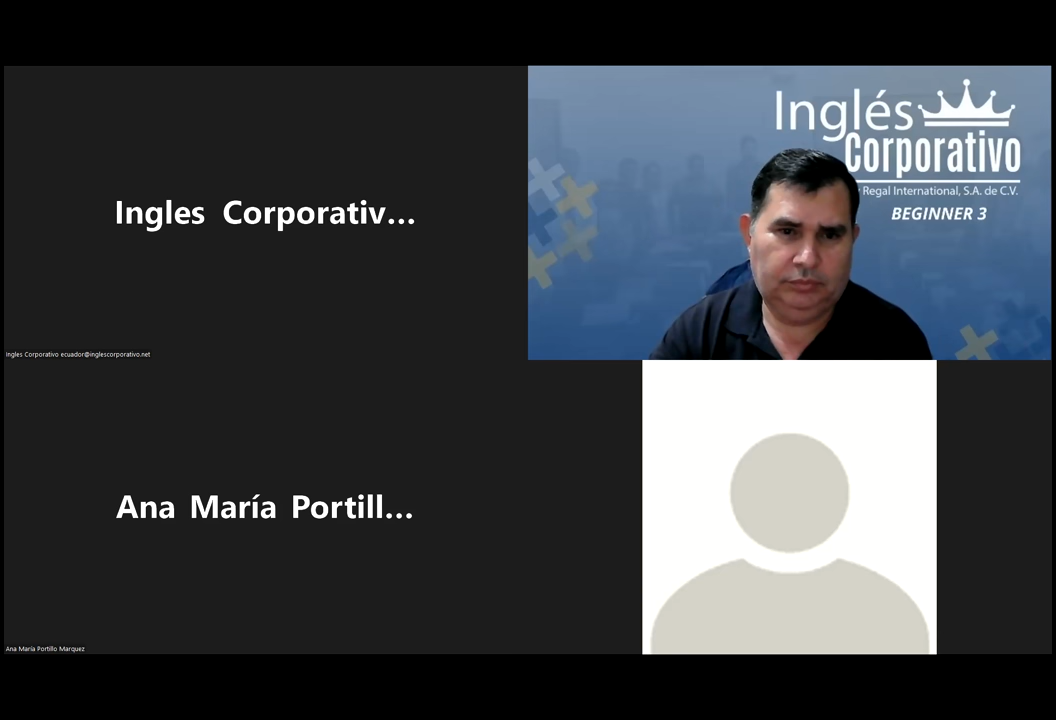 Ingles Corporativ...
Ingles Corporativo ecuador@inglescorporativo.net
Inglés
Corporativo
Regal International, S.A. de C.V.
BEGINNER 3
Ana María Portill...
Ana María Portillo Marquez